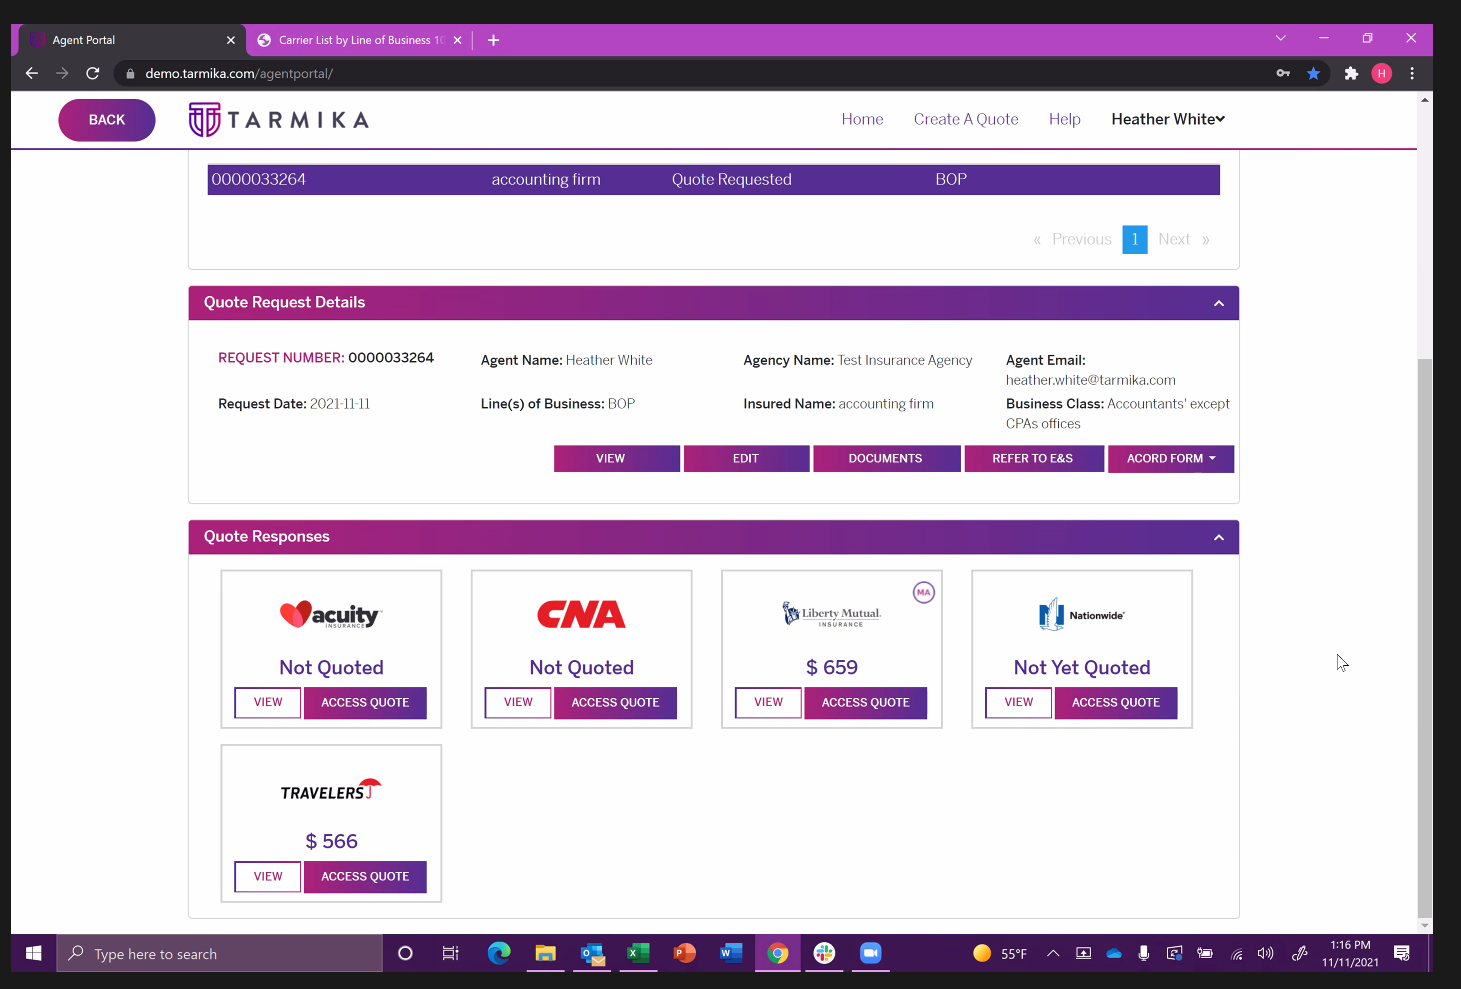 Agent Portal
Carrier List by Line of Business 10
demo.tarmika.com/agentportal/
H
BACK
TARMIKA
Home
Create A Quote
Help
Heather White
0000033264 accounting firm Quote Requested BOP
« Previous 1 Next »
Quote Request Details
REQUEST NUMBER: 0000033264
Agent Name: Heather White
Agency Name: Test Insurance Agency
Agent Email:
heather.white@tarmika.com
Request Date: 2021-11-11
Line(s) of Business: BOP
Insured Name: accounting firm
Business Class: Accountants' except
CPAs offices
VIEW
EDIT
DOCUMENTS
REFER TO E&S
ACORD FORM
Quote Responses
acuity
INSURANCE
Not Quoted
VIEW
ACCESS QUOTE
CNA
Not Quoted
VIEW
ACCESS QUOTE
MA
Liberty Mutual.
INSURANCE
$ 659
VIEW
ACCESS QUOTE
Nationwide®
Not Yet Quoted
VIEW
ACCESS QUOTE
TRAVELERS
$ 566
VIEW
ACCESS QUOTE
Type here to search
55°F
1:16 PM
11/11/2021